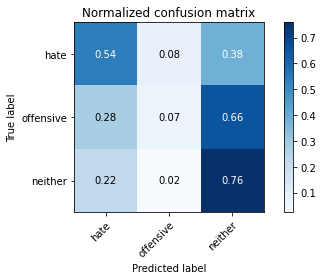 Normalized confusion matrix
True label
hate
0.54 0.08 0.38
offensive
0.28 0.07 0.66
neither
0.22 0.02 0.76
hate
offensive
neither
Predicted label
0.7
0.6
0.5
0.4
0.3
0.2
0.1